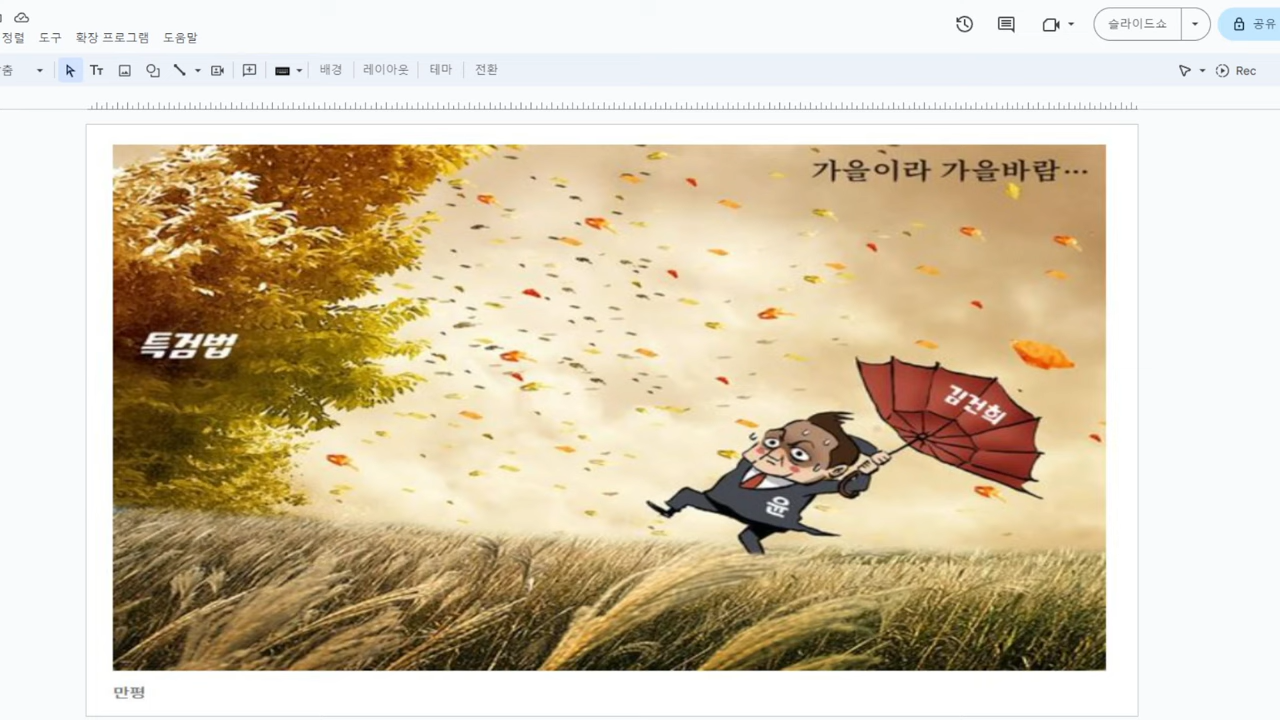 정렬 도구 확장 프로그램 도움말
슬라이드쇼
공유
춤
배경 레이아웃 테마 전환
Rec
가을이라 가을바람…
특검법
김건희
윤
만평